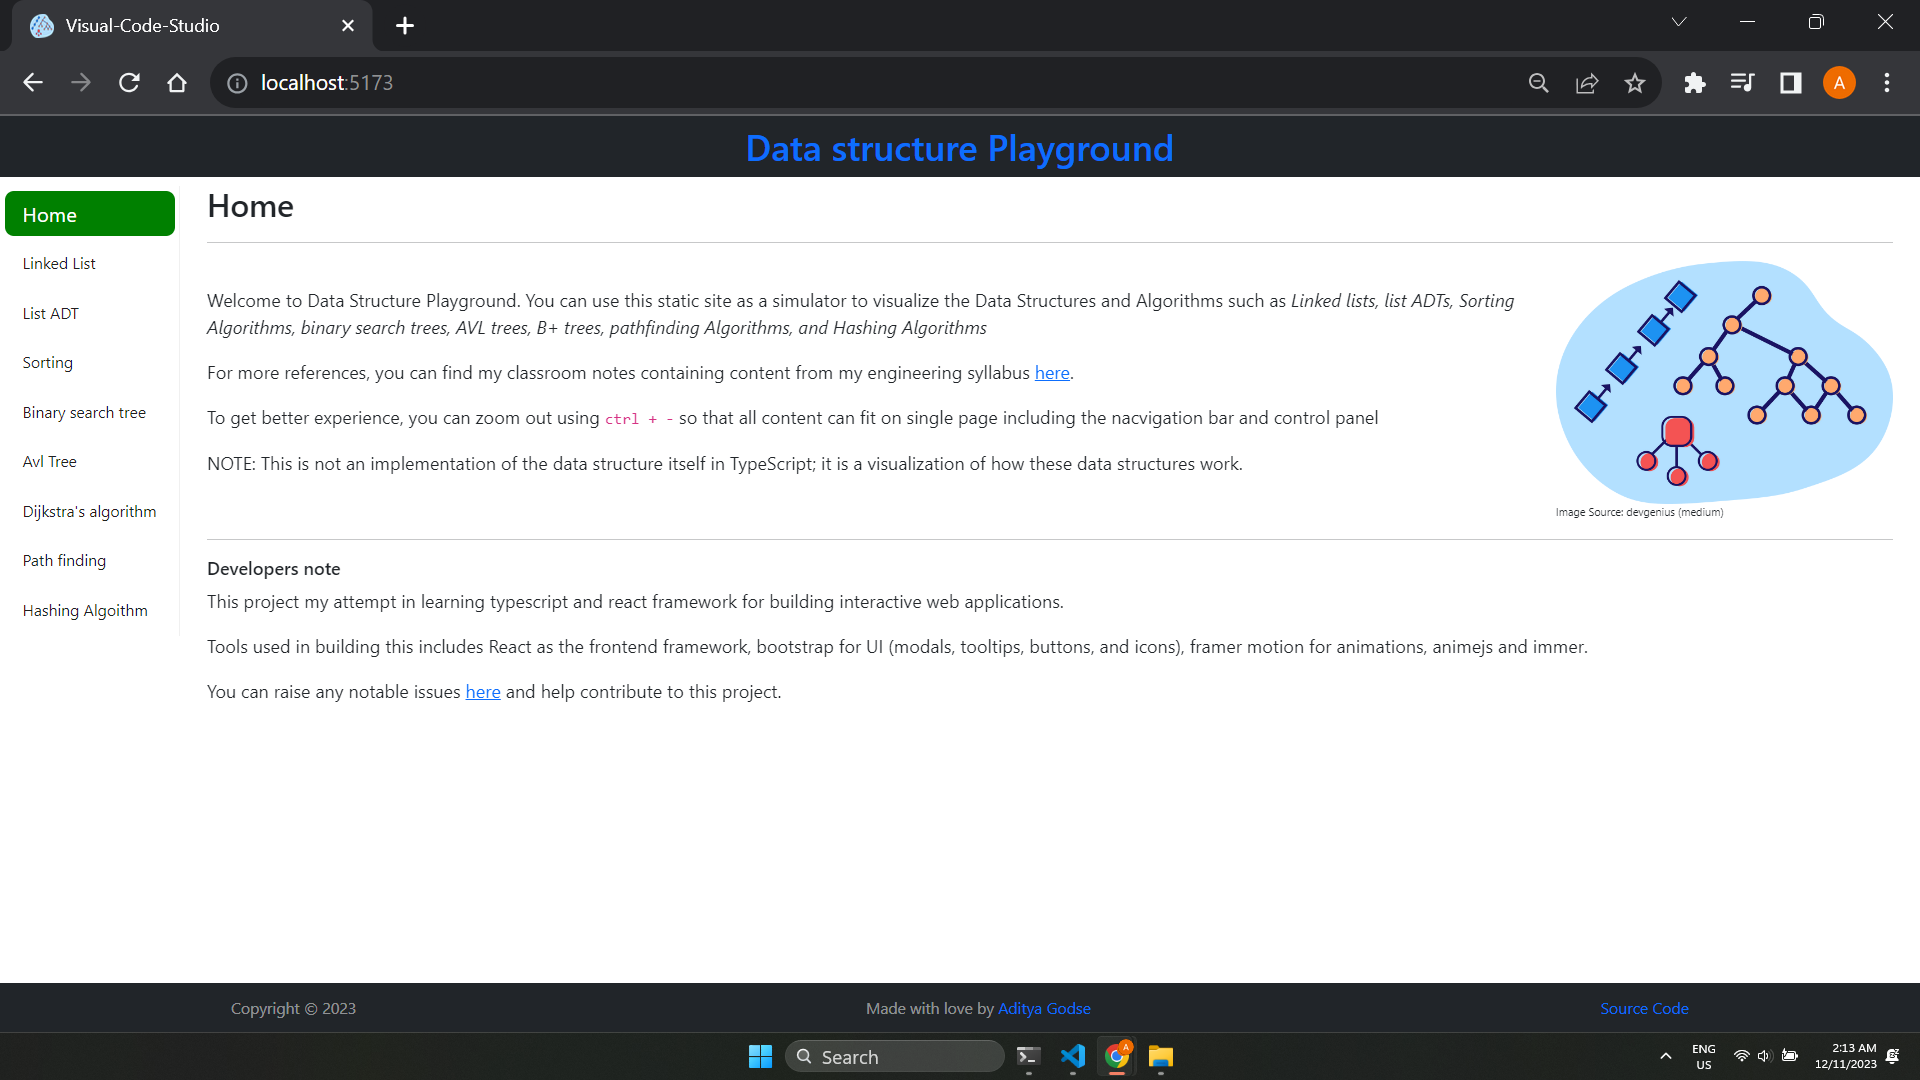 Visual-Code-Studio
localhost:5173
A
Data structure Playground
Home
Linked List
List ADT
Sorting
Binary search tree
Avl Tree
Dijkstra's algorithm
Path finding
Hashing Algoithm
Home
Welcome to Data Structure Playground. You can use this static site as a simulator to visualize the Data Structures and Algorithms such as Linked lists, list ADTs, Sorting
Algorithms, binary search trees, AVL trees, B+ trees, pathfinding Algorithms, and Hashing Algorithms
For more references, you can find my classroom notes containing content from my engineering syllabus here.
To get better experience, you can zoom out using ctrl + - so that all content can fit on single page including the nacvigation bar and control panel
NOTE: This is not an implementation of the data structure itself in TypeScript; it is a visualization of how these data structures work.
Image Source: devgenius (medium)
Developers note
This project my attempt in learning typescript and react framework for building interactive web applications.
Tools used in building this includes React as the frontend framework, bootstrap for UI (modals, tooltips, buttons, and icons), framer motion for animations, animejs and immer.
You can raise any notable issues here and help contribute to this project.
Copyright © 2023
Made with love by Aditya Godse
Source Code
Search
A
ENG
US
2:13 AM
12/11/2023